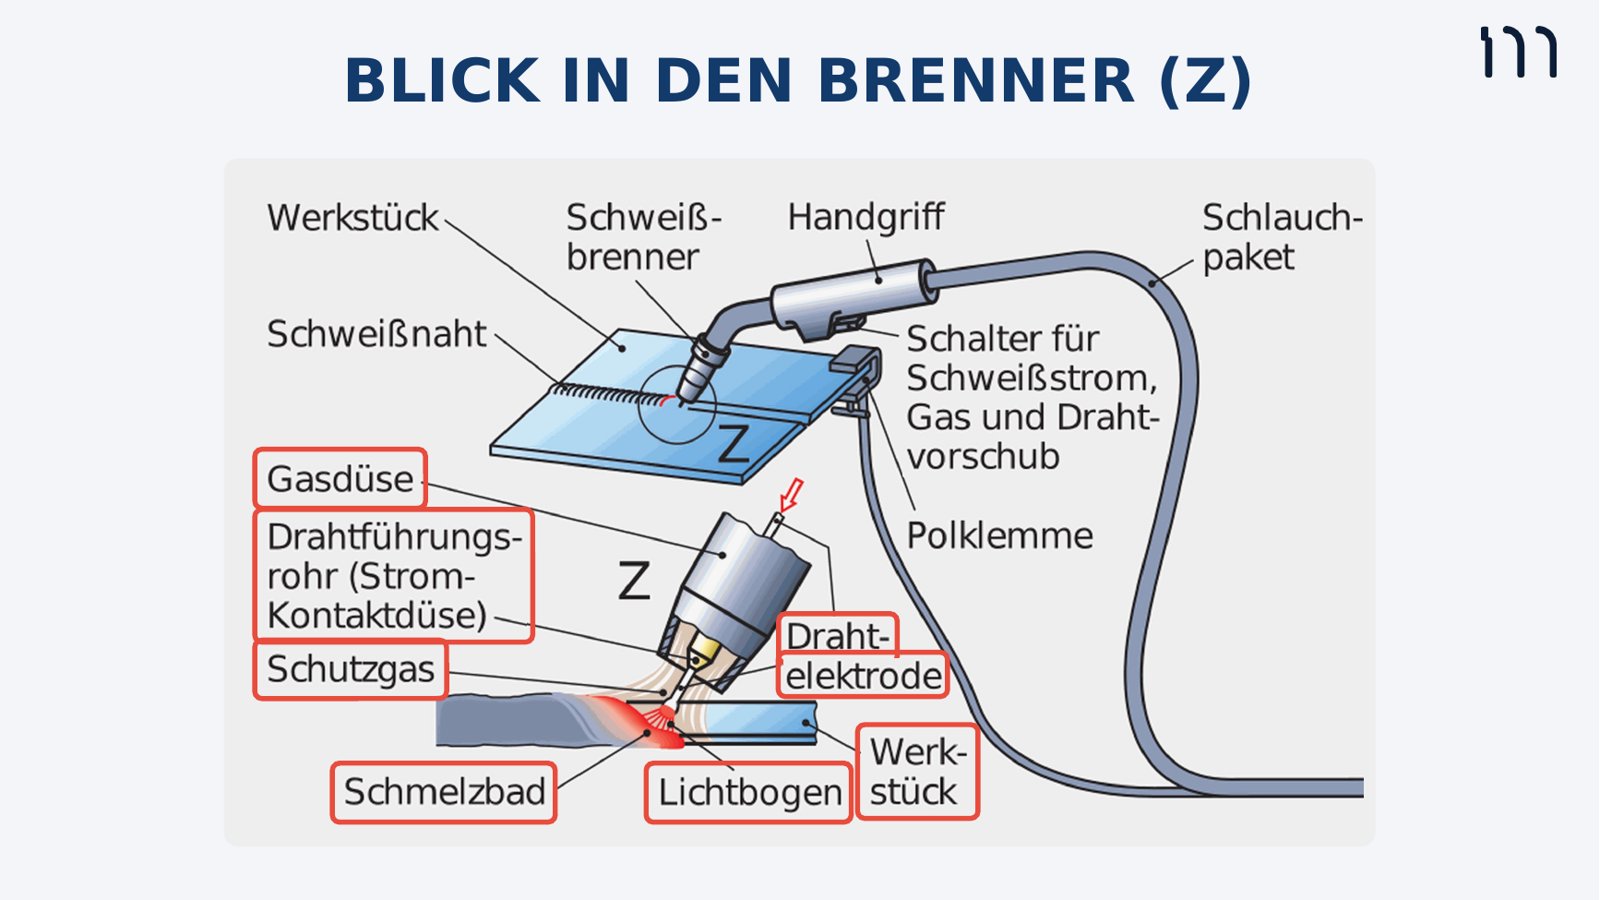 BLICK IN DEN BRENNER (Z)
m
Werkstück
Schweiß-
brenner
Handgriff
Schlauch-
paket
Schweißnaht
Schalter für
Schweißstrom,
Gas und Draht-
vorschub
Z
Polklemme
Gasdüse
Drahtführungs-
rohr (Strom-
Kontaktdüse)
Z
Schutzgas
Draht-
elektrode
Schmelzbad
Lichtbogen
Werk-
stück